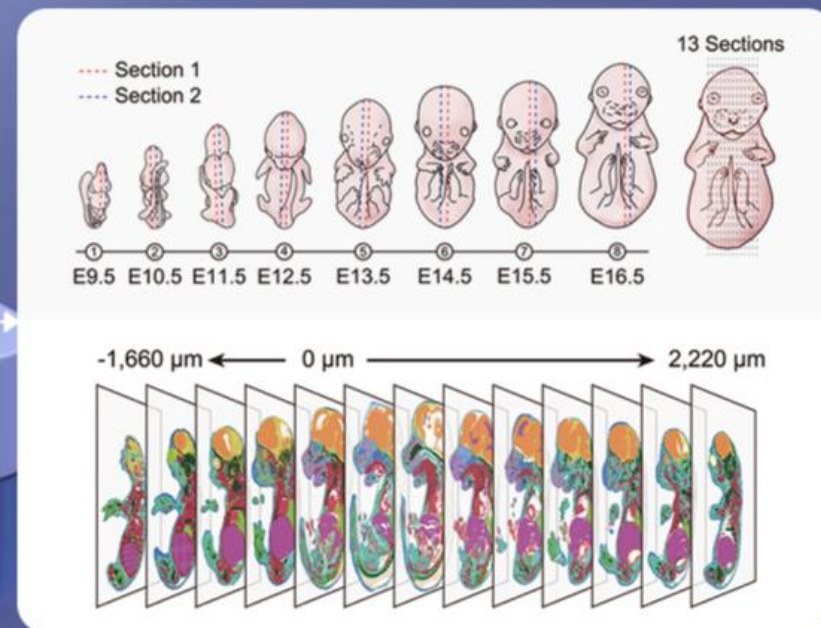 13 Sections
Section 1
Section 2
1 2 3 4 5 6 7 8
E9.5 E10.5 E11.5 E12.5 E13.5 E14.5 E15.5 E16.5
-1,660 µm 0 µm 2,220 µm